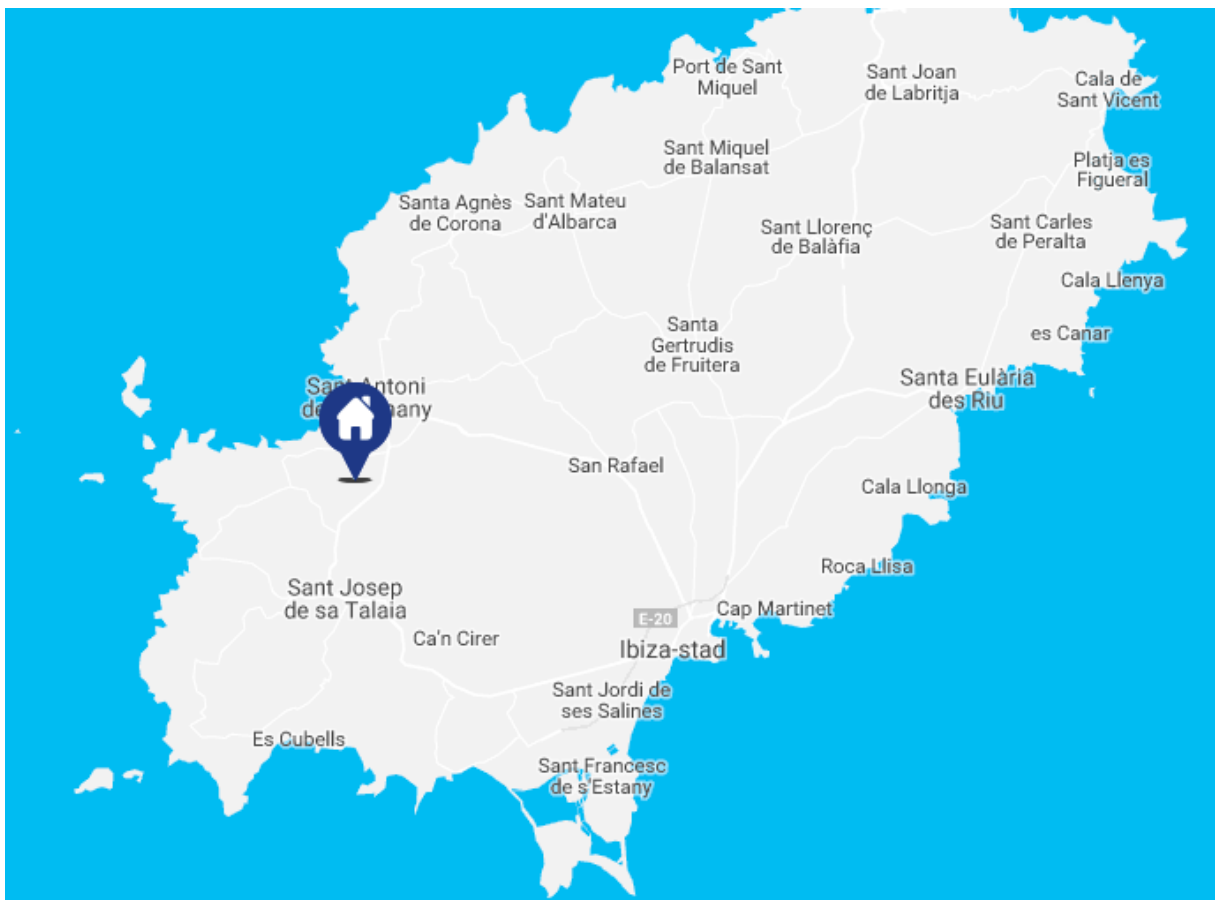 Port de Sant
Miquel
Sant Joan
de Labritja
Cala de
Sant Vicent
Sant Miquel
de Balansat
Platja es
Figueral
Santa Agnès
de Corona
Sant Mateu
d'Albarca
Sant Llorenç
de Balàfia
Sant Carles
de Peralta
Cala Llenya
Santa
Gertrudis
de Fruitera
es Canar
Sant Antoni
de
Santa Eulària
des Riu
San Rafael
Cala Llonga
Roca Llisa
Sant Josep
de sa Talaia
Cap Martinet
E-20
Ca'n Cirer
Ibiza-stad
Sant Jordi de
ses Salines
Es Cubells
Sant Francesc
de s'Estany